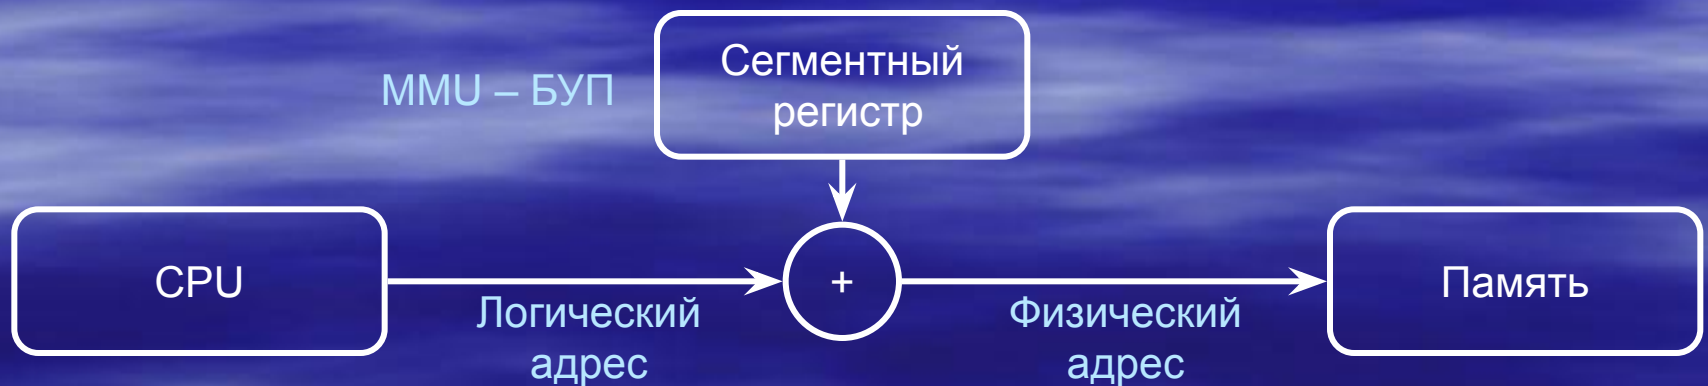 MMU – БУП
Сегментный
регистр
CPU
Логический
адрес
+
Физический
адрес
Память